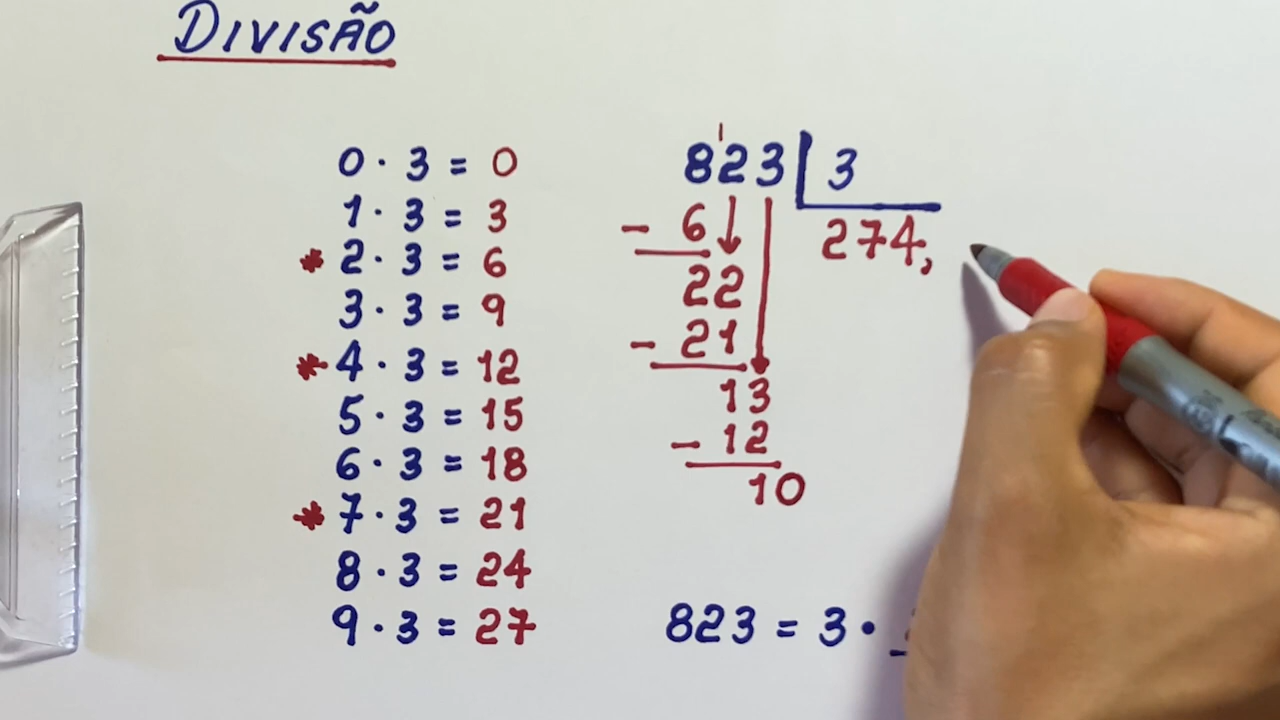 DIVISÃO
0 · 3 = 0
1 · 3 = 3
* 2 · 3 = 6
3 · 3 = 9
* 4 · 3 = 12
5 · 3 = 15
6 · 3 = 18
* 7 · 3 = 21
8 · 3 = 24
9 · 3 = 27
1
823 3
- 6 274,
22
- 21
13
- 12
10
823 = 3 ·